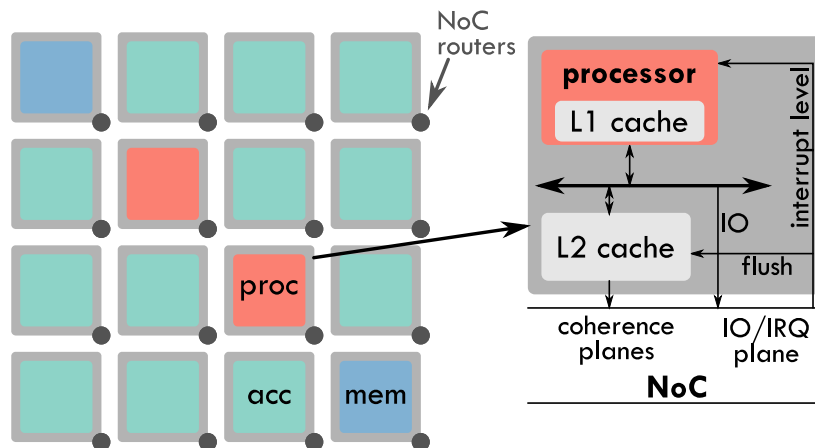 NoC
routers
proc
acc
mem
processor
L1 cache
interrupt level
IO
L2 cache
flush
coherence
planes
IO/IRQ
plane
NoC